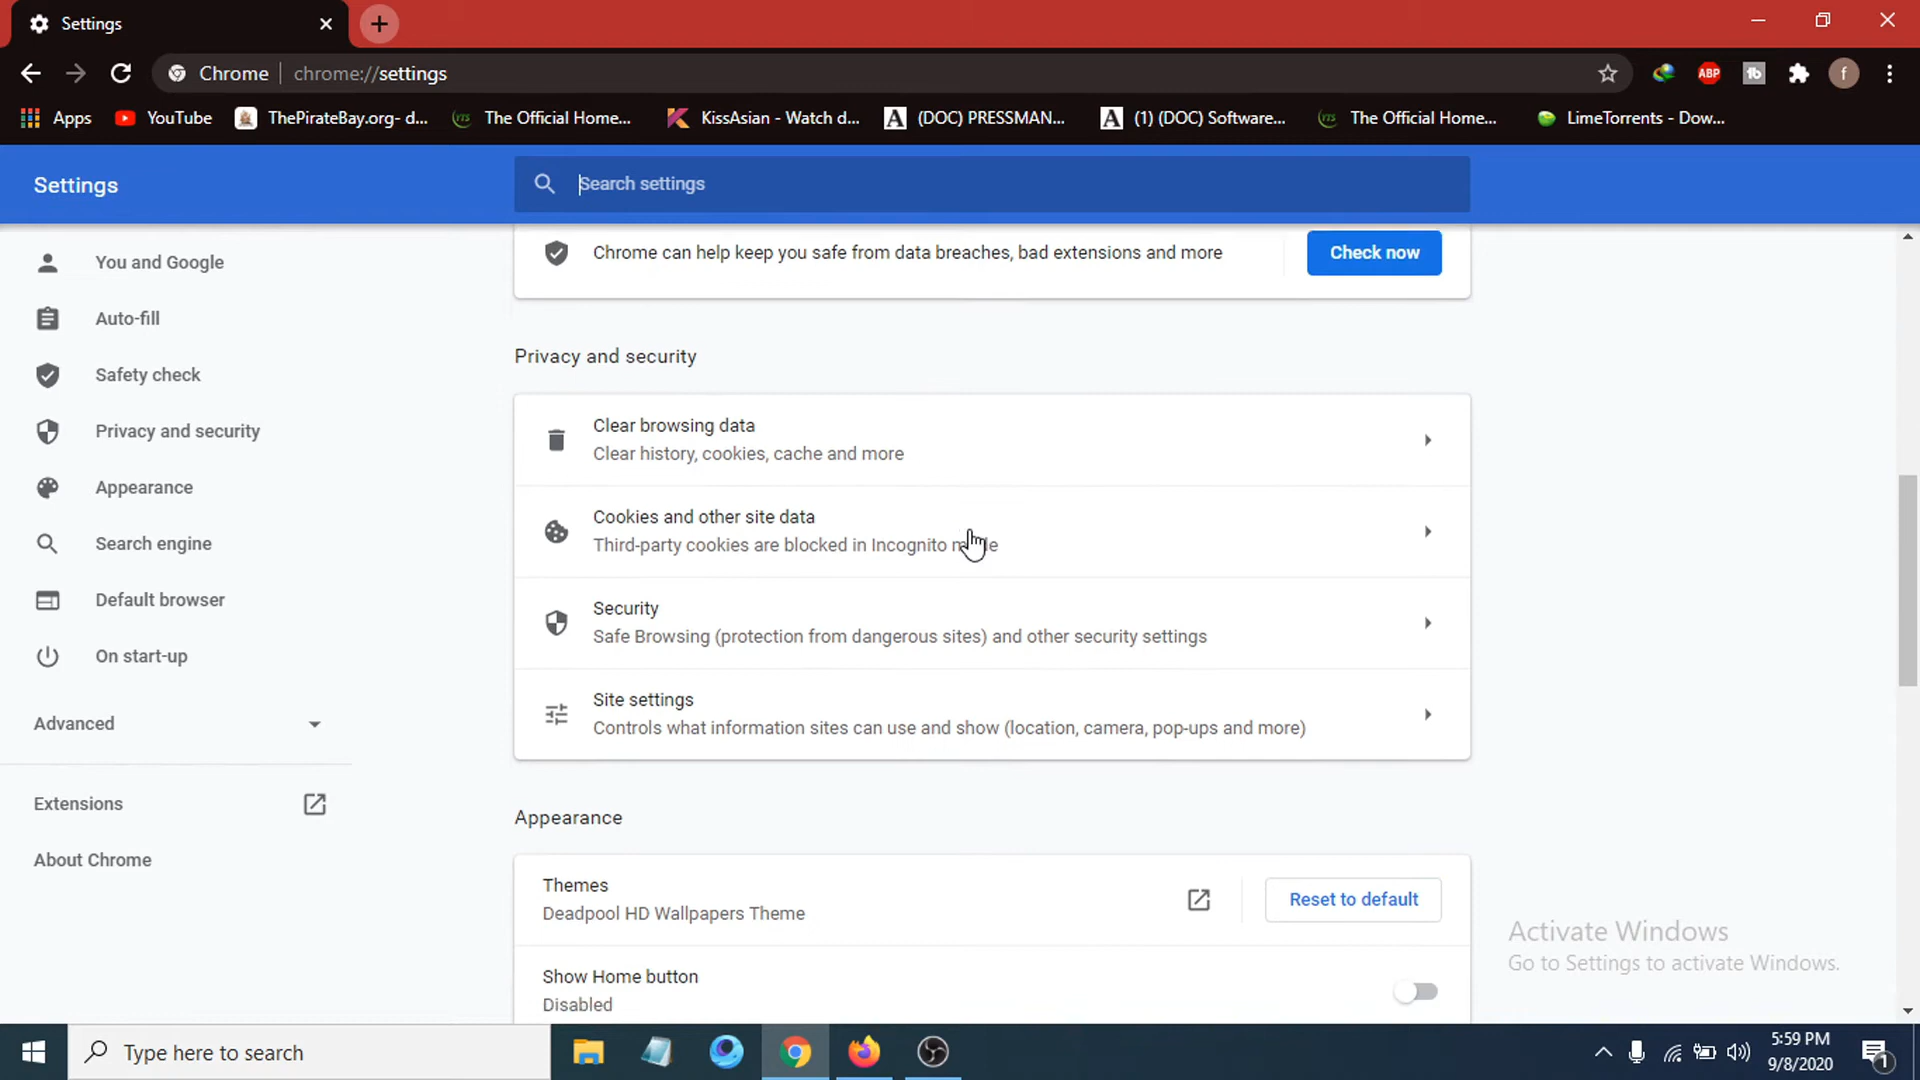 Settings
Chrome chrome://settings
ABP
f
Apps YouTube ThePirateBay.org- d... The Official Home... KissAsian - Watch d... (DOC) PRESSMAN... (1) (DOC) Software... The Official Home... LimeTorrents - Dow...
Settings
Search settings
You and Google
Auto-fill
Safety check
Privacy and security
Appearance
Search engine
Default browser
On start-up
Advanced
Extensions
About Chrome
Chrome can help keep you safe from data breaches, bad extensions and more
Check now
Privacy and security
Clear browsing data
Clear history, cookies, cache and more
Cookies and other site data
Third-party cookies are blocked in Incognito
Security
Safe Browsing (protection from dangerous sites) and other security settings
Site settings
Controls what information sites can use and show (location, camera, pop-ups and more)
Appearance
Themes
Deadpool HD Wallpapers Theme
Reset to default
Show Home button
Disabled
Activate Windows
Go to Settings to activate Windows.
Type here to search
5:59 PM
9/8/2020
1